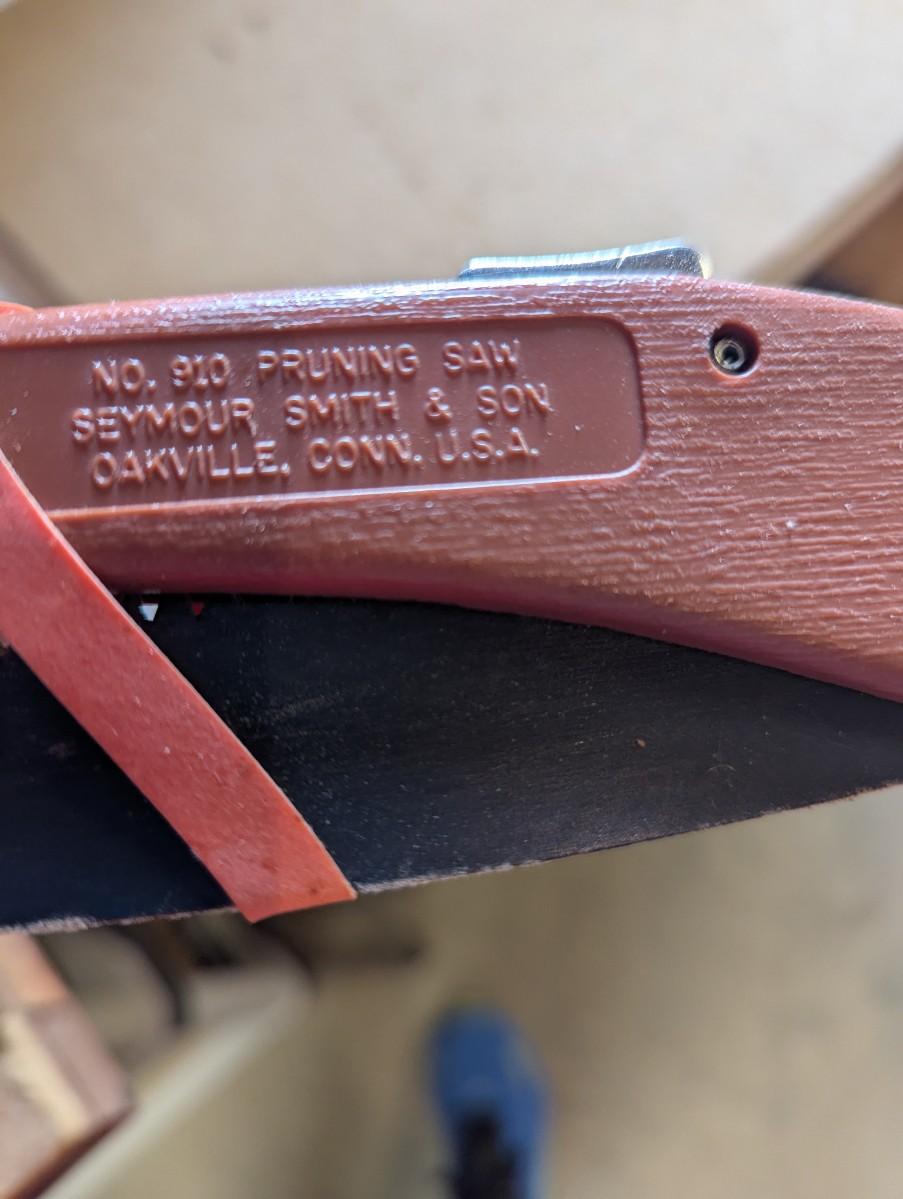 NO. 910 PRUNING SAW
SEYMOUR SMITH & SON
OAKVILLE, CONN. U.S.A.